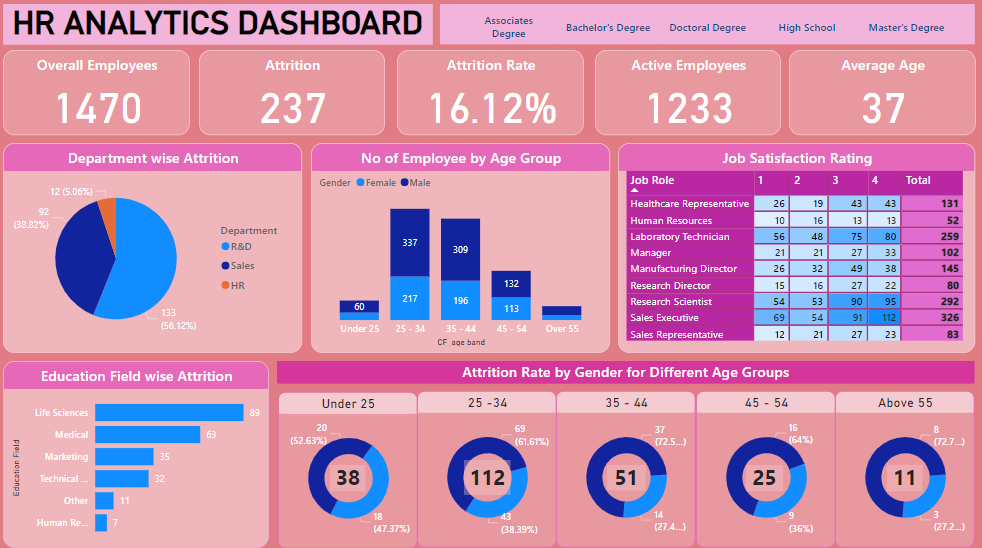 HR ANALYTICS DASHBOARD
Associates
Degree
Bachelor's Degree
Doctoral Degree
High School
Master's Degree
Overall Employees
1470
Attrition
237
Attrition Rate
16.12%
Active Employees
1233
Average Age
37
Department wise Attrition
12 (5.06%)
92
(38.82%)
133
(56.12%)
Department
R&D
Sales
HR
No of Employee by Age Group
Gender Female Male
60
337
217
309
196
132
113
Under 25
25 - 34
35 - 44
45 - 54
Over 55
CF_age band
Job Satisfaction Rating
Job Role 1 2 3 4 Total
Healthcare Representative 26 19 43 43 131
Human Resources 10 16 13 13 52
Laboratory Technician 56 48 75 80 259
Manager 21 21 27 33 102
Manufacturing Director 26 32 49 38 145
Research Director 15 16 27 22 80
Research Scientist 54 53 90 95 292
Sales Executive 69 54 91 112 326
Sales Representative 12 21 27 23 83
Education Field wise Attrition
Education Field
Life Sciences 89
Medical 63
Marketing 35
Technical ... 32
Other 11
Human Re... 7
Attrition Rate by Gender for Different Age Groups
Under 25
20
(52.63%)
38
18
(47.37%)
25 -34
69
(61.61%)
112
43
(38.39%)
35 - 44
37
(72.5...)
51
14
(27.4...)
45 - 54
16
(64%)
25
9
(36%)
Above 55
8
(72.7...)
11
3
(27.2...)